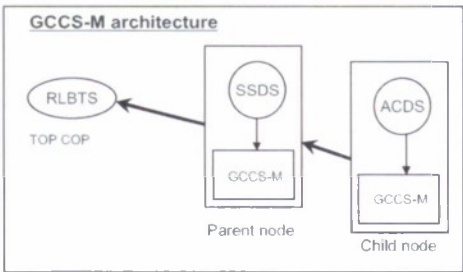 GCCS-M architecture
RLBTS
TOP COP
SSDS
GCCS-M
Parent node
ACDS
GCCS-M
Child node